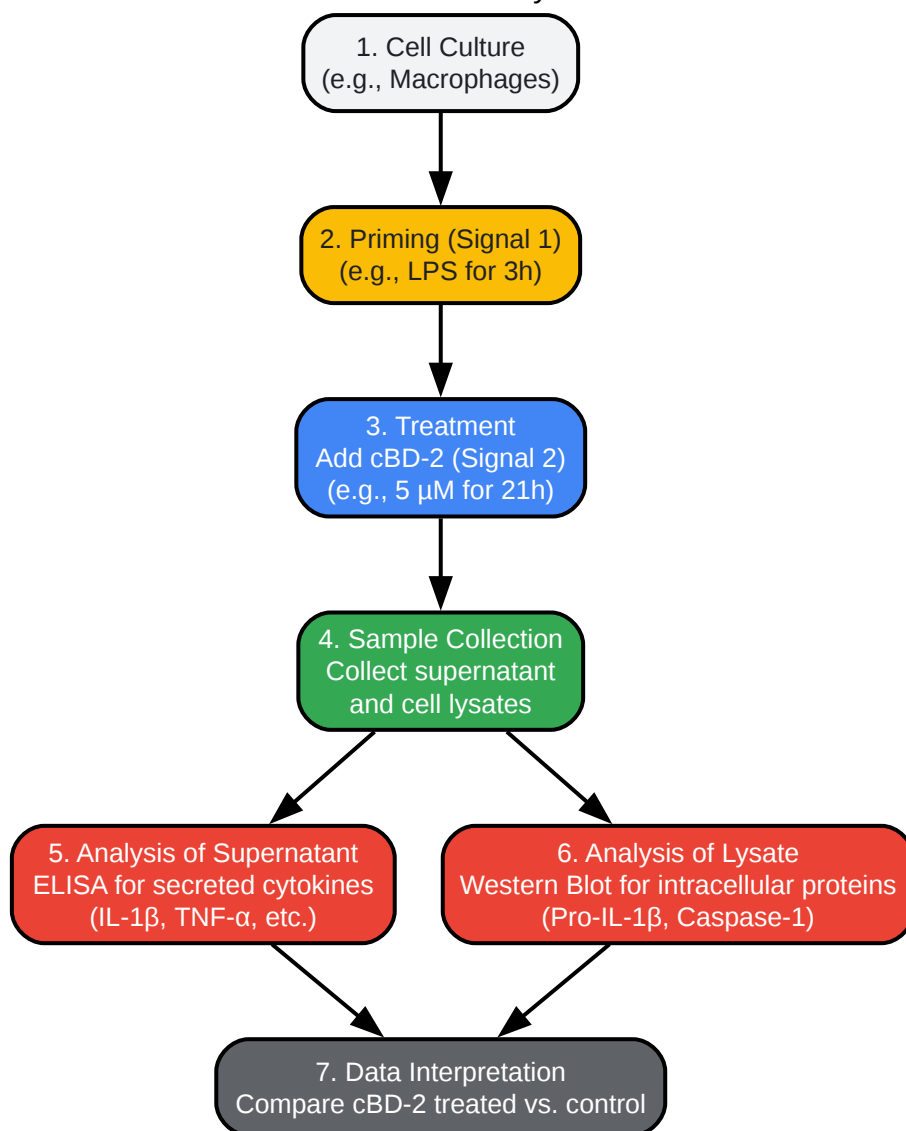 1. Cell Culture
(e.g., Macrophages)
2. Priming (Signal 1)
(e.g., LPS for 3h)
3. Treatment
Add cBD-2 (Signal 2)
(e.g., 5 µM for 21h)
4. Sample Collection
Collect supernatant
and cell lysates
5. Analysis of Supernatant
ELISA for secreted cytokines
(IL-1β, TNF-α, etc.)
6. Analysis of Lysate
Western Blot for intracellular proteins
(Pro-IL-1β, Caspase-1)
7. Data Interpretation
Compare cBD-2 treated vs. control